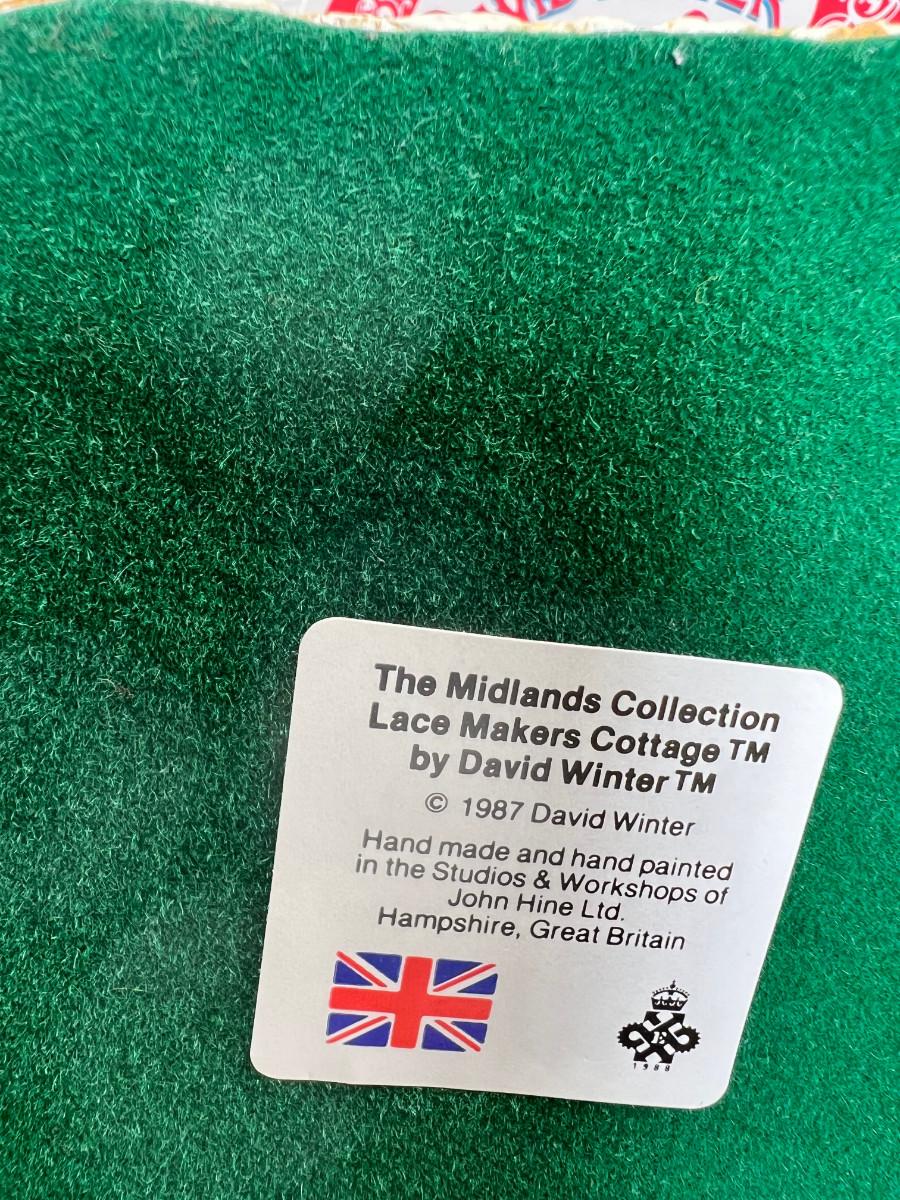 The Midlands Collection
Lace Makers Cottage TM
by David Winter TM
© 1987 David Winter
Hand made and hand painted
in the Studios & Workshops of
John Hine Ltd.
Hampshire, Great Britain
1988